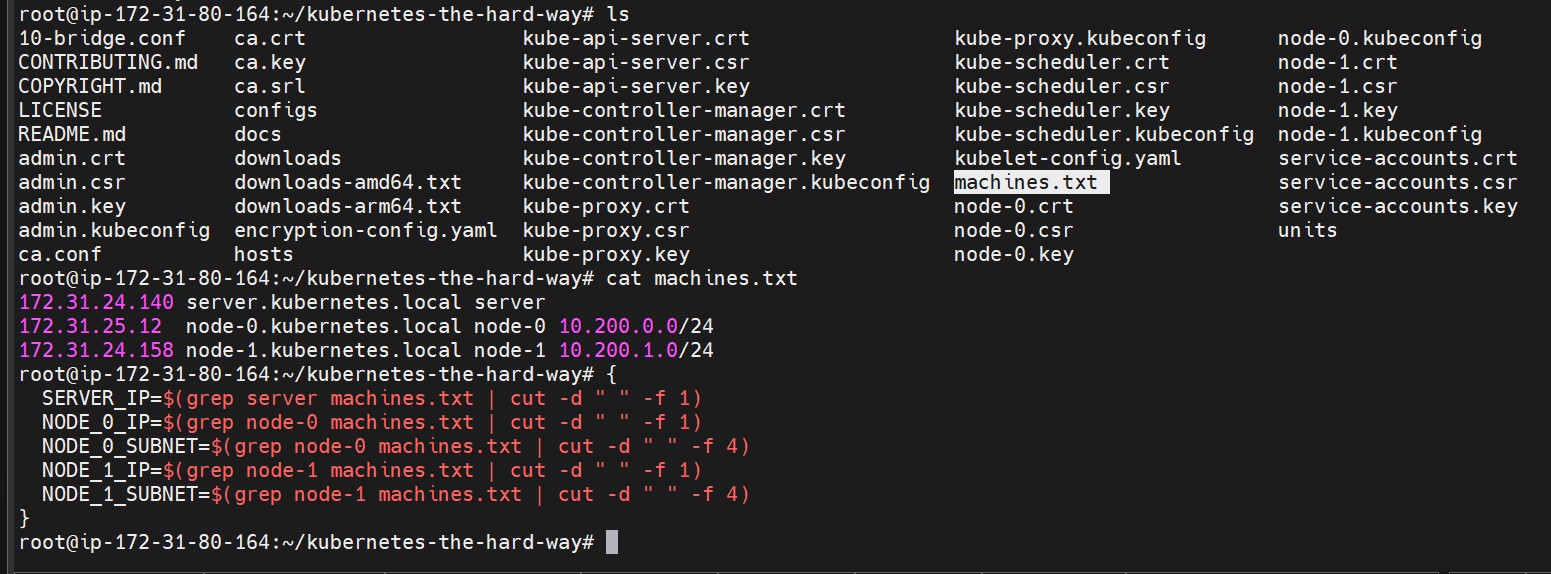 root@ip-172-31-80-164:~/kubernetes-the-hard-way# ls
10-bridge.conf    ca.crt                 kube-api-server.crt                 kube-proxy.kubeconfig      node-0.kubeconfig
CONTRIBUTING.md   ca.key                 kube-api-server.csr                 kube-scheduler.crt         node-1.crt
COPYRIGHT.md      ca.srl                 kube-api-server.key                 kube-scheduler.csr         node-1.csr
LICENSE           configs                kube-controller-manager.crt         kube-scheduler.key         node-1.key
README.md         docs                   kube-controller-manager.csr         kube-scheduler.kubeconfig  node-1.kubeconfig
admin.crt         downloads              kube-controller-manager.key         kubelet-config.yaml        service-accounts.crt
admin.csr         downloads-amd64.txt    kube-controller-manager.kubeconfig  machines.txt               service-accounts.csr
admin.key         downloads-arm64.txt    kube-proxy.crt                      node-0.crt                 service-accounts.key
admin.kubeconfig  encryption-config.yaml  kube-proxy.csr                      node-0.csr                 units
ca.conf           hosts                  kube-proxy.key                      node-0.key
root@ip-172-31-80-164:~/kubernetes-the-hard-way# cat machines.txt
172.31.24.140 server.kubernetes.local server
172.31.25.12  node-0.kubernetes.local node-0 10.200.0.0/24
172.31.24.158 node-1.kubernetes.local node-1 10.200.1.0/24
root@ip-172-31-80-164:~/kubernetes-the-hard-way# {
  SERVER_IP=$(grep server machines.txt | cut -d " " -f 1)
  NODE_0_IP=$(grep node-0 machines.txt | cut -d " " -f 1)
  NODE_0_SUBNET=$(grep node-0 machines.txt | cut -d " " -f 4)
  NODE_1_IP=$(grep node-1 machines.txt | cut -d " " -f 1)
  NODE_1_SUBNET=$(grep node-1 machines.txt | cut -d " " -f 4)
}
root@ip-172-31-80-164:~/kubernetes-the-hard-way#